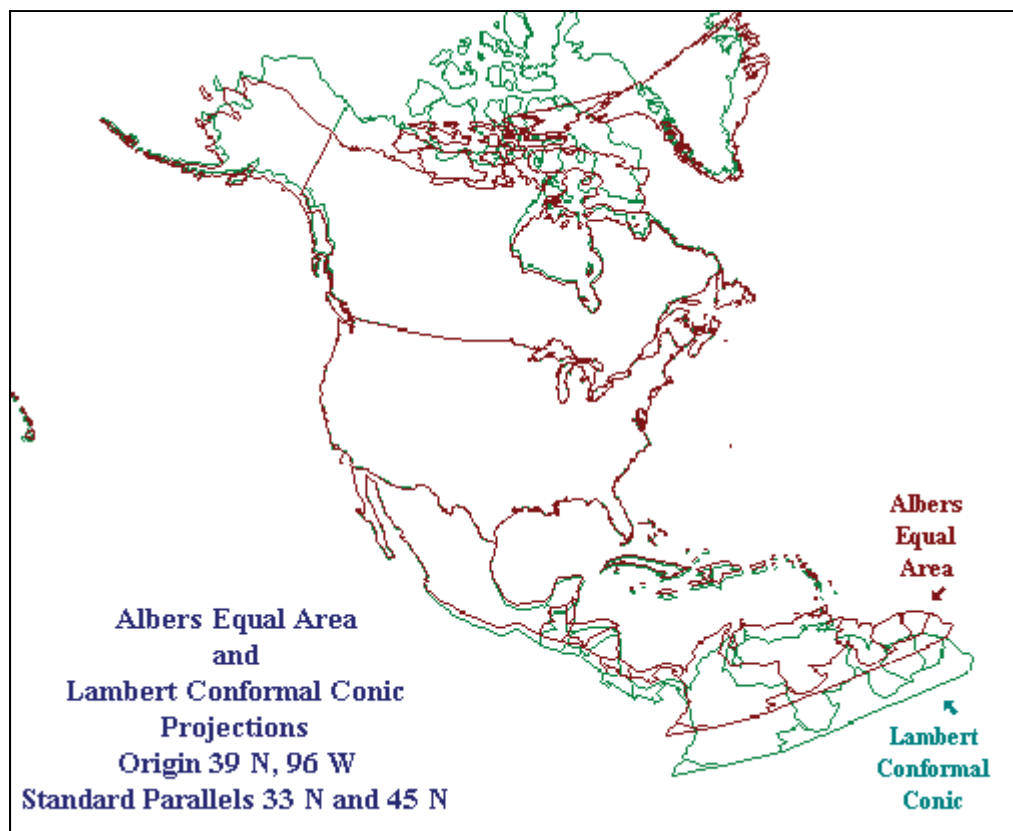 Albers
Equal
Area
Albers Equal Area
and
Lambert Conformal Conic
Projections
Origin 39 N, 96 W
Standard Parallels 33 N and 45 N
Lambert
Conformal
Conic